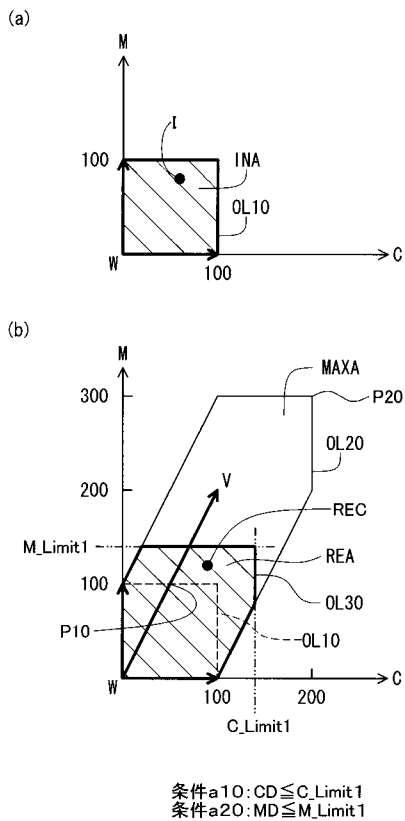 (a)
M
I
100
INA
OL10
W
100
C
(b)
M
MAXA
300
P20
OL20
200
V
REC
M_Limit1
REA
100
OL30
P10
OL10
W
100
200
C
C_Limit1
条件a10:CD≦C_Limit1
条件a20:MD≦M_Limit1